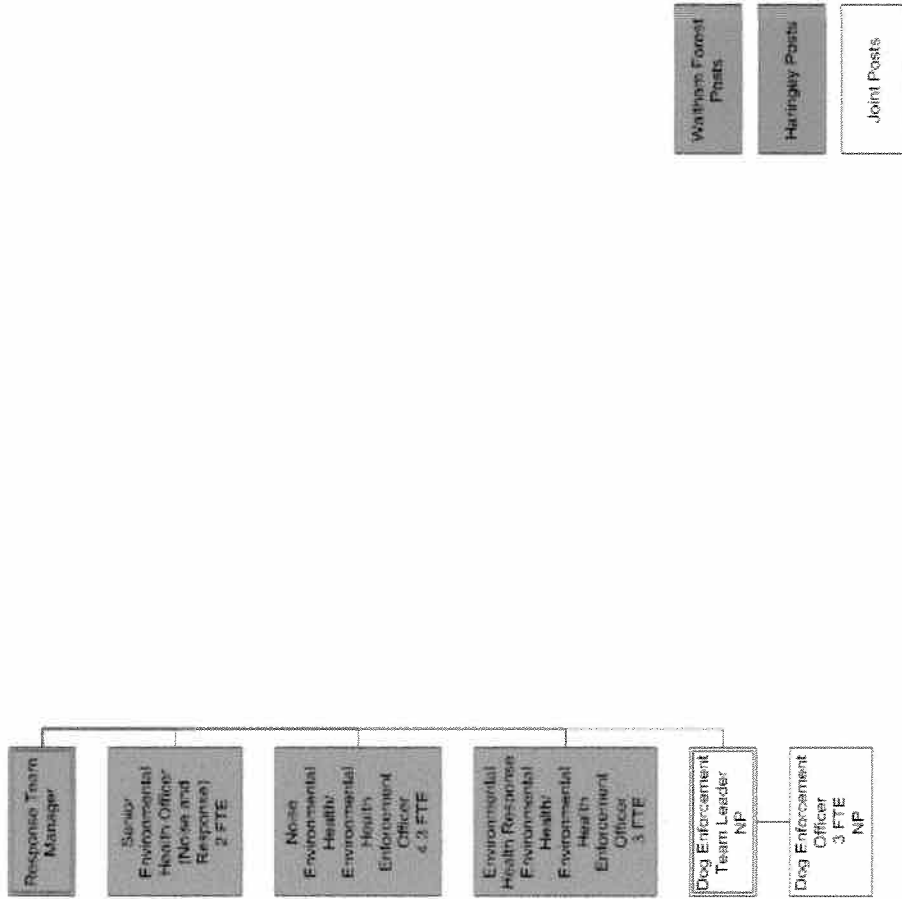 Response Team
Manager
Senior
Environmental
Health Officer
(Noise and
Response)
2 FTE
Noise
Environmental
Health/
Environmental
Health
Enforcement
Officer
4.3 FTE
Environmental
Health Response
Environmental
Health/
Environmental
Health
Enforcement
Officer
3 FTE
Dog Enforcement
Team Leader
NP
Dog Enforcement
Officer
3 FTE
NP
Waltham Forest
Posts
Haringey Posts
Joint Posts